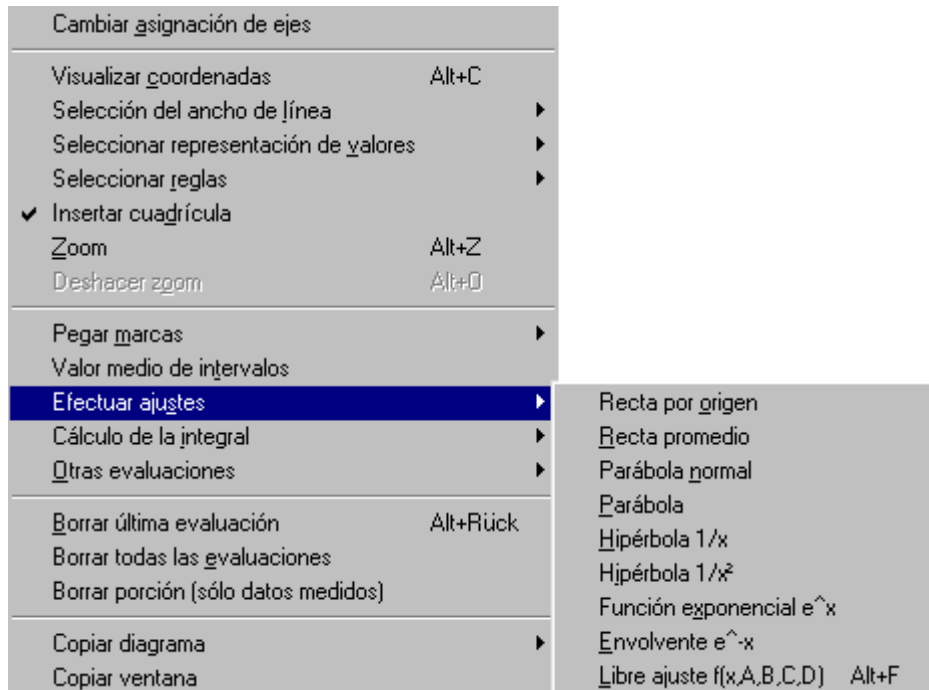 Cambiar asignación de ejes
Visualizar coordenadas Alt+C
Selección del ancho de línea
Seleccionar representación de valores
Seleccionar reglas
Insertar cuadrícula
Zoom Alt+Z
Deshacer zoom Alt+O
Pegar marcas
Valor medio de intervalos
Efectuar ajustes
Cálculo de la integral
Otras evaluaciones
Borrar última evaluación Alt+Rück
Borrar todas las evaluaciones
Borrar porción (sólo datos medidos)
Copiar diagrama
Copiar ventana
Recta por origen
Recta promedio
Parábola normal
Parábola
Hipérbola 1/x
Hipérbola 1/x²
Función exponencial e^x
Envolvente e^-x
Libre ajuste f(x,A,B,C,D) Alt+F